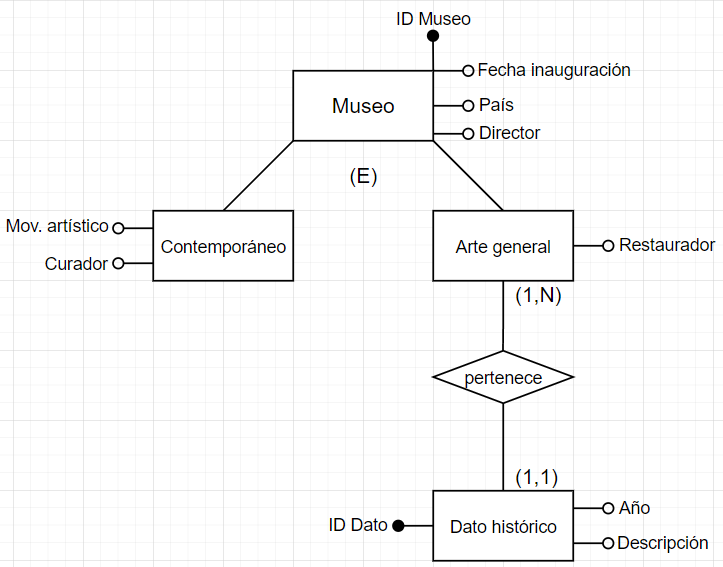 ID Museo
Fecha inauguración
Museo
País
Director
(E)
Mov. artístico
Contemporáneo
Curador
Arte general
Restaurador
(1,N)
pertenece
(1,1)
Año
ID Dato
Dato histórico
Descripción